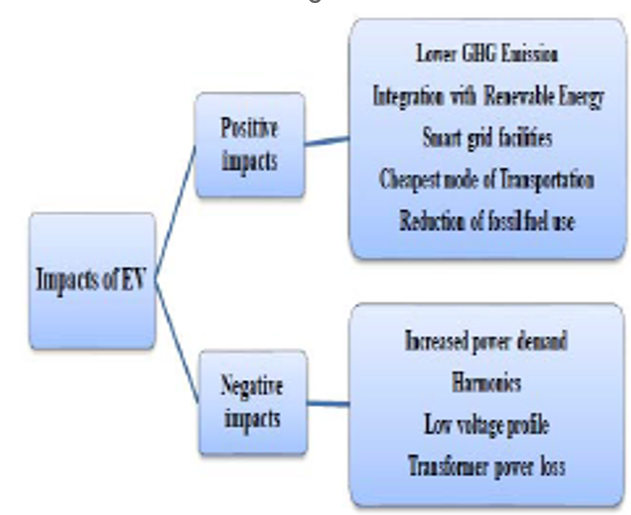 Impacts of EV
Positive
impacts
Lower GHG Emission
Integration with Renewable Energy
Smart grid facilities
Cheapest mode of Transportation
Reduction of fossil fuel use
Negative
impacts
Increased power demand
Harmonics
Low voltage profile
Transformer power loss